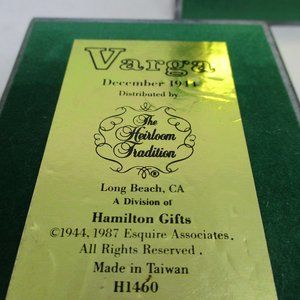 Varga
December 1944
Distributed by
The
Heirloom
Tradition
®
Long Beach, CA
A Division of
Hamilton Gifts
©1944, 1987 Esquire Associates.
All Rights Reserved.
Made in Taiwan
H1460